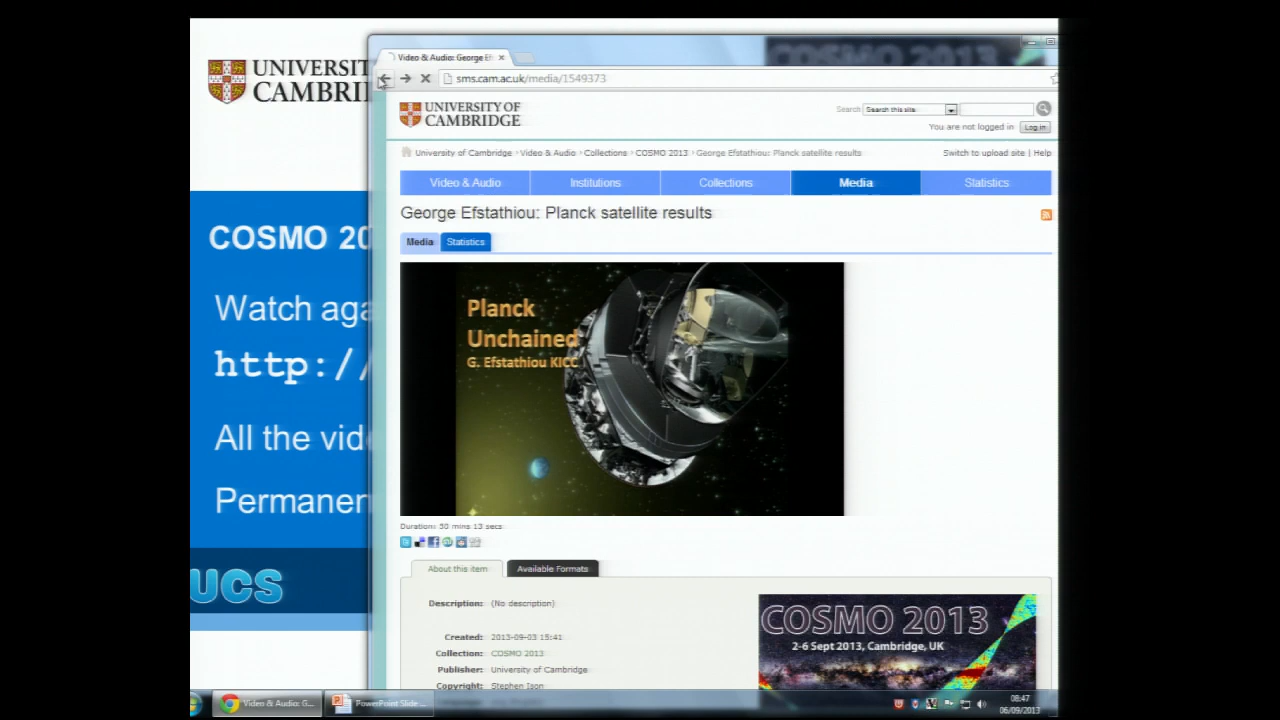 UNIVERSIT
CAMBRI
COSMO 20
Watch aga
http://
All the vide
Permanen
UCS
Video & Audio: George Ef
sms.cam.ac.uk/media/1549373
UNIVERSITY OF
CAMBRIDGE
Search Search this site
You are not logged in Log in
University of Cambridge › Video & Audio › Collections › COSMO 2013 › George Efstathiou: Planck satellite results
Switch to upload site | Help
Video & Audio Institutions Collections Media Statistics
George Efstathiou: Planck satellite results
Media Statistics
Planck
Unchained
G. Efstathiou KICC
Duration: 50 mins 13 secs
About this item Available Formats
Description: (No description)
Created: 2013-09-03 15:41
Collection: COSMO 2013
Publisher: University of Cambridge
Copyright: Stephen Ison
COSMO 2013
2-6 Sept 2013, Cambridge, UK
Video & Audio: G...
PowerPoint Slide ...
08:47
06/09/2013